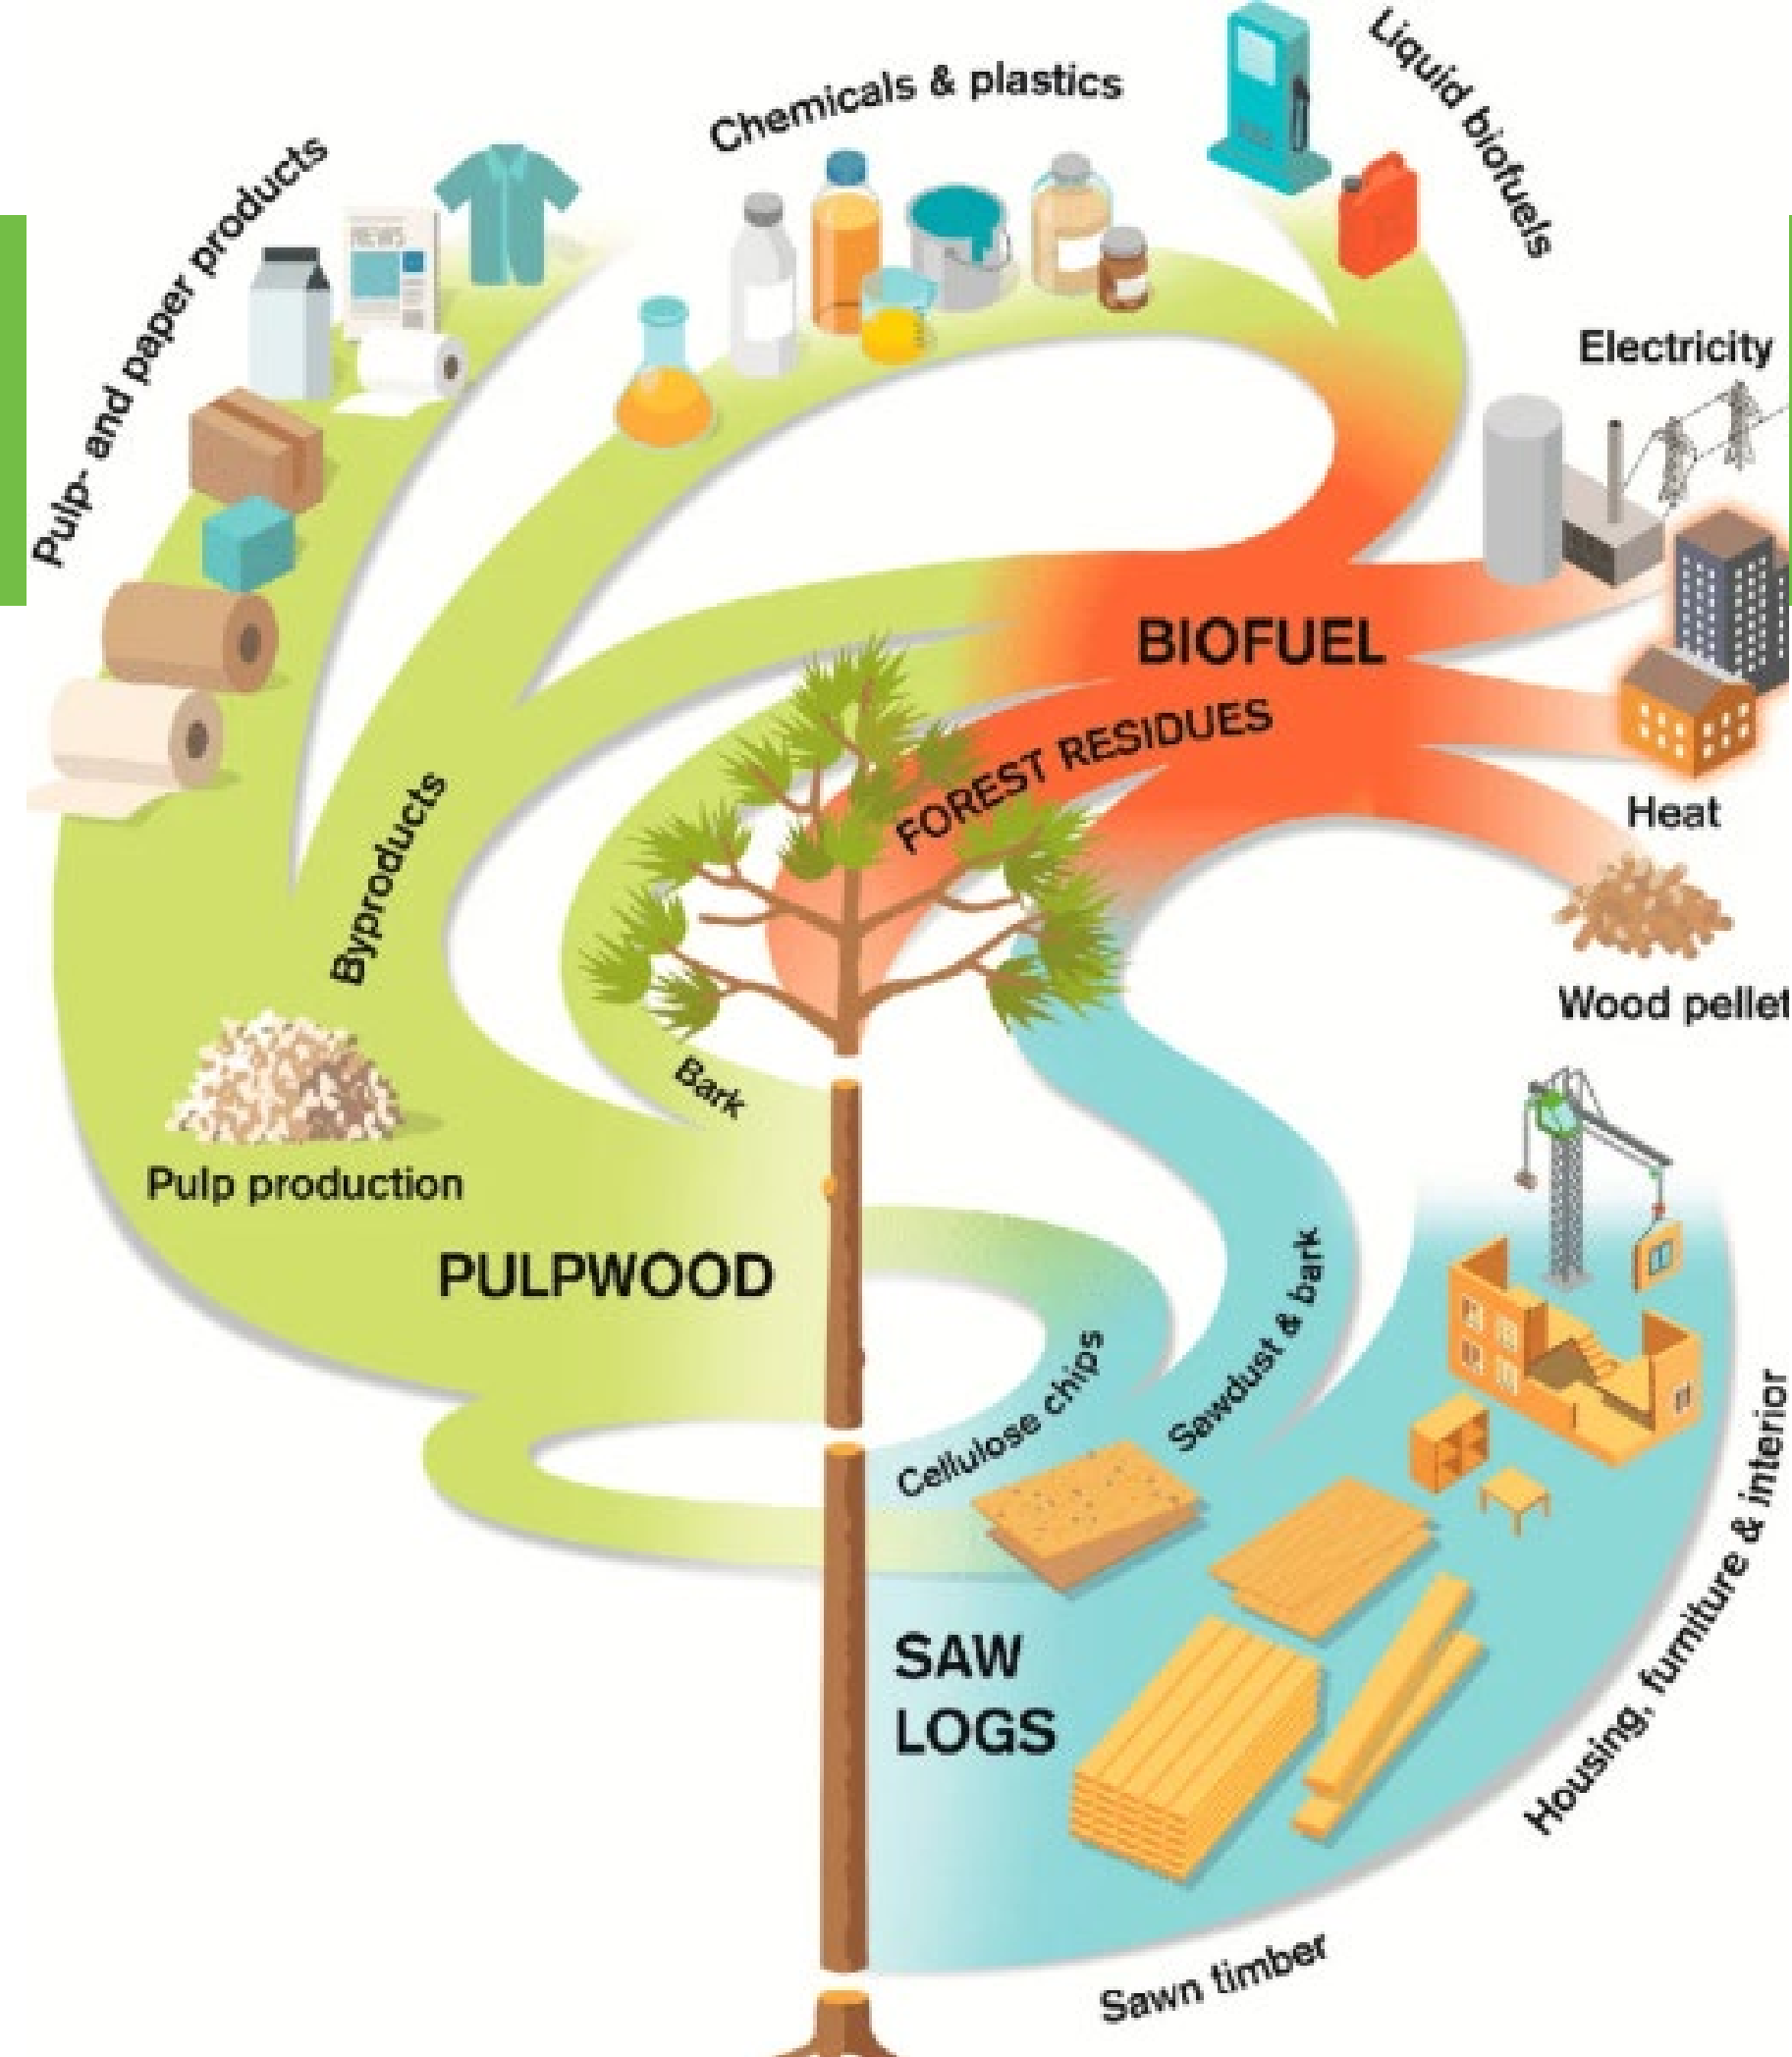 Liquid biofuels
Chemicals & plastics
Pulp- and paper products
NEWS
Electricity
BIOFUEL
FOREST RESIDUES
Heat
Byproducts
Wood pellet
Bark
Pulp production
PULPWOOD
Sawdust & bark
Cellulose chips
Housing, furniture & interior
SAW
LOGS
Sawn timber